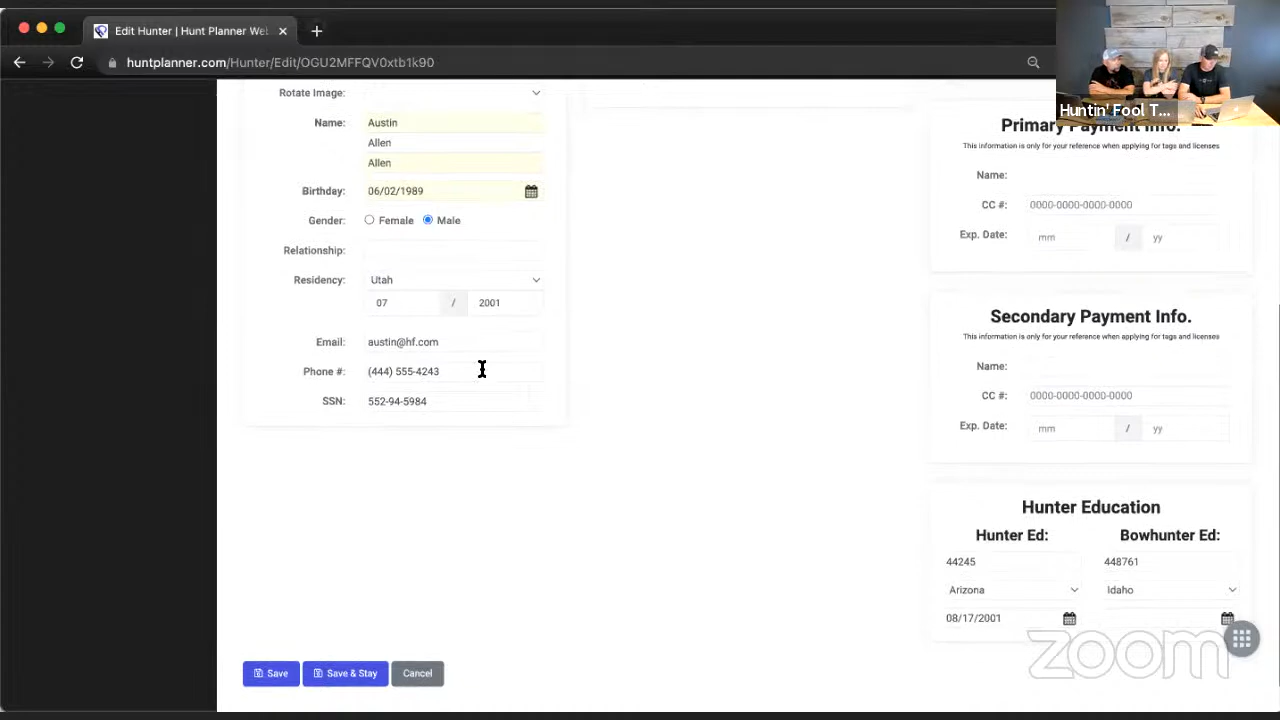 Edit Hunter | Hunt Planner Wel
huntplanner.com/Hunter/Edit/OGU2MFFQV0xtb1k90
Huntin' Fool T...
Rotate Image:
Name: Austin
Allen
Allen
Birthday: 06/02/1989
Gender: Female Male
Relationship:
Residency: Utah
07 / 2001
Email: austin@hf.com
Phone #: (444) 555-4243
SSN: 552-94-5984
Save Save & Stay Cancel
Primary Payment Info.
This information is only for your reference when applying for tags and licenses
Name:
CC #: 0000-0000-0000-0000
Exp. Date: mm / yy
Secondary Payment Info.
This information is only for your reference when applying for tags and licenses
Name:
CC #: 0000-0000-0000-0000
Exp. Date: mm / yy
Hunter Education
Hunter Ed: Bowhunter Ed:
44245 448761
Arizona Idaho
08/17/2001
zoom